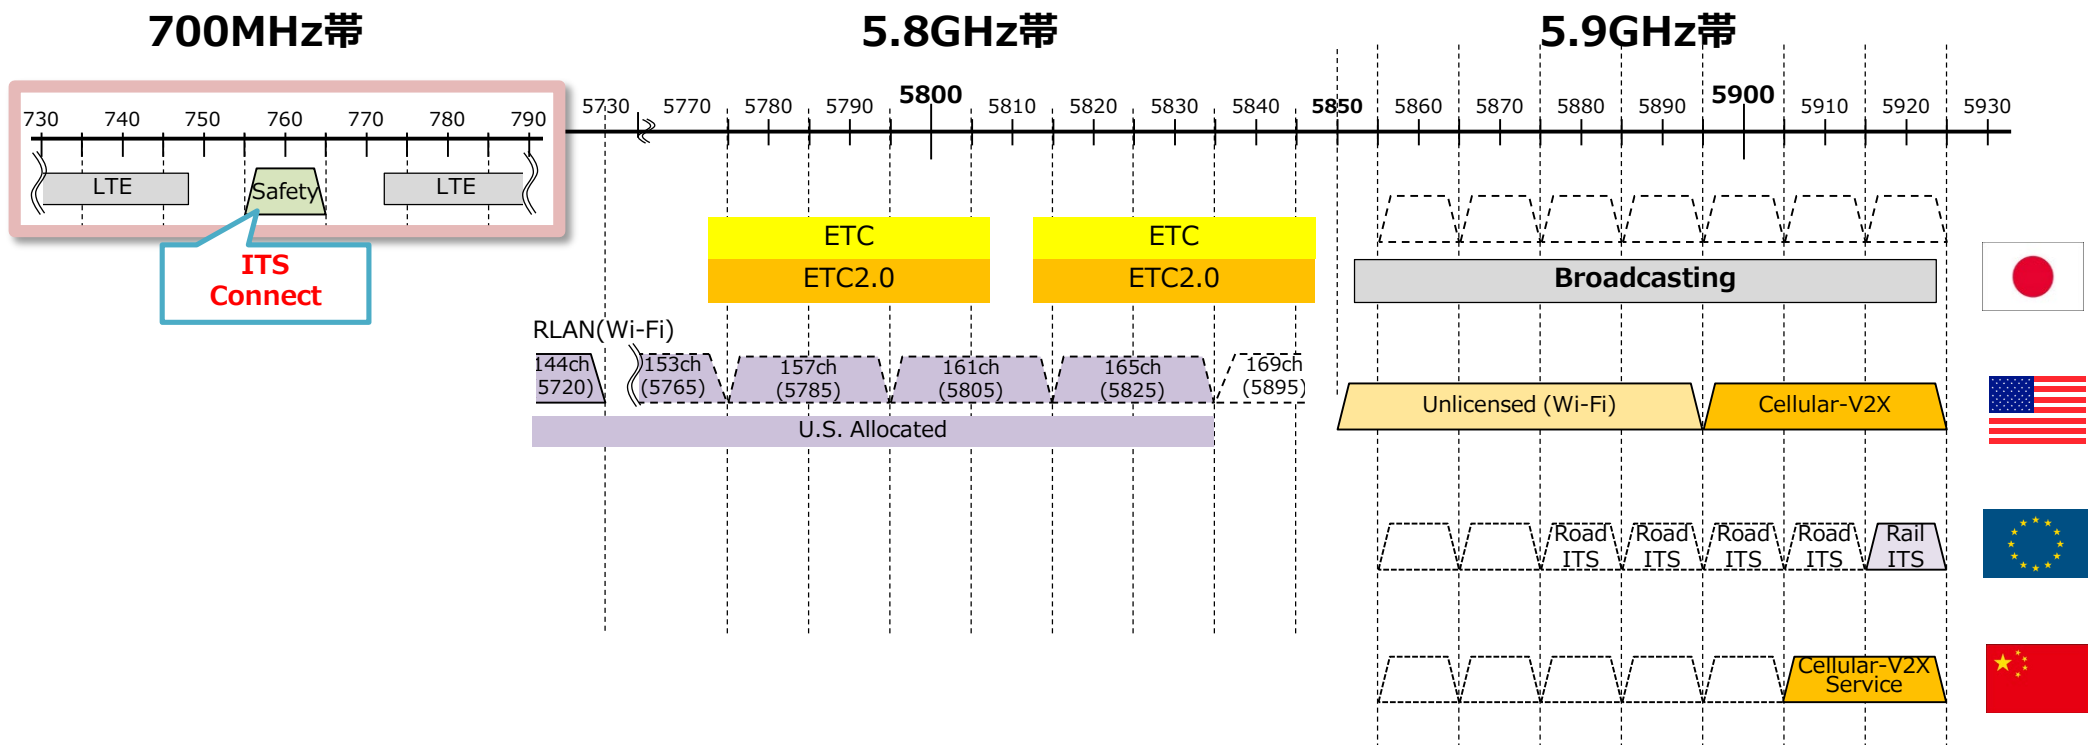 700MHz帯
5.8GHz帯
5.9GHz帯
730 740 750 760 770 780 790
5730 5770 5780 5790 5800 5810 5820 5830 5840 5850 5860 5870 5880 5890 5900 5910 5920 5930
LTE
Safety
LTE
ITS
Connect
ETC
ETC
ETC2.0
ETC2.0
Broadcasting
RLAN(Wi-Fi)
144ch
(5720)
153ch
(5765)
157ch
(5785)
161ch
(5805)
165ch
(5825)
169ch
(5895)
U.S. Allocated
Unlicensed (Wi-Fi)
Cellular-V2X
Road
ITS
Road
ITS
Road
ITS
Road
ITS
Rail
ITS
Cellular-V2X
Service